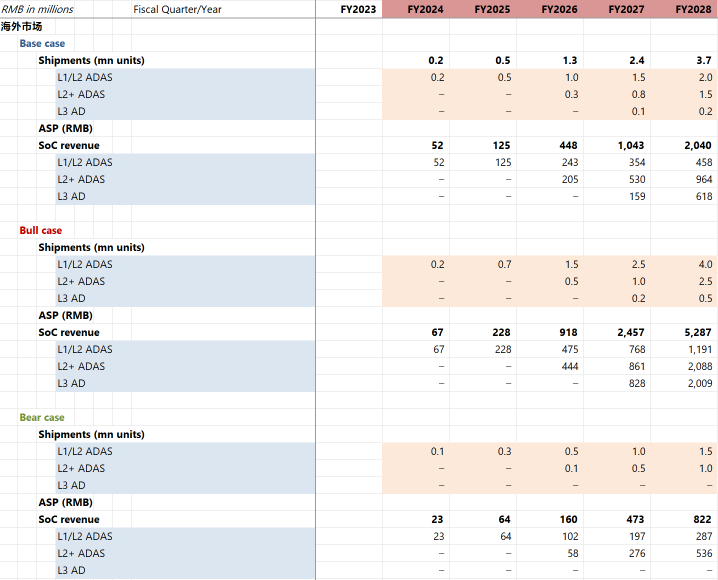 RMB in millions Fiscal Quarter/Year FY2023 FY2024 FY2025 FY2026 FY2027 FY2028
海外市场
Base case
Shipments (mn units) 0.2 0.5 1.3 2.4 3.7
L1/L2 ADAS 0.2 0.5 1.0 1.5 2.0
L2+ ADAS – – 0.3 0.8 1.5
L3 AD – – – 0.1 0.2
ASP (RMB)
SoC revenue 52 125 448 1,043 2,040
L1/L2 ADAS 52 125 243 354 458
L2+ ADAS – – 205 530 964
L3 AD – – – 159 618
Bull case
Shipments (mn units)
L1/L2 ADAS 0.2 0.7 1.5 2.5 4.0
L2+ ADAS – – 0.5 1.0 2.5
L3 AD – – – 0.2 0.5
ASP (RMB)
SoC revenue 67 228 918 2,457 5,287
L1/L2 ADAS 67 228 475 768 1,191
L2+ ADAS – – 444 861 2,088
L3 AD – – – 828 2,009
Bear case
Shipments (mn units)
L1/L2 ADAS 0.1 0.3 0.5 1.0 1.5
L2+ ADAS – – 0.1 0.5 1.0
L3 AD – – – – –
ASP (RMB)
SoC revenue 23 64 160 473 822
L1/L2 ADAS 23 64 102 197 287
L2+ ADAS – – 58 276 536
L3 AD – – – – –